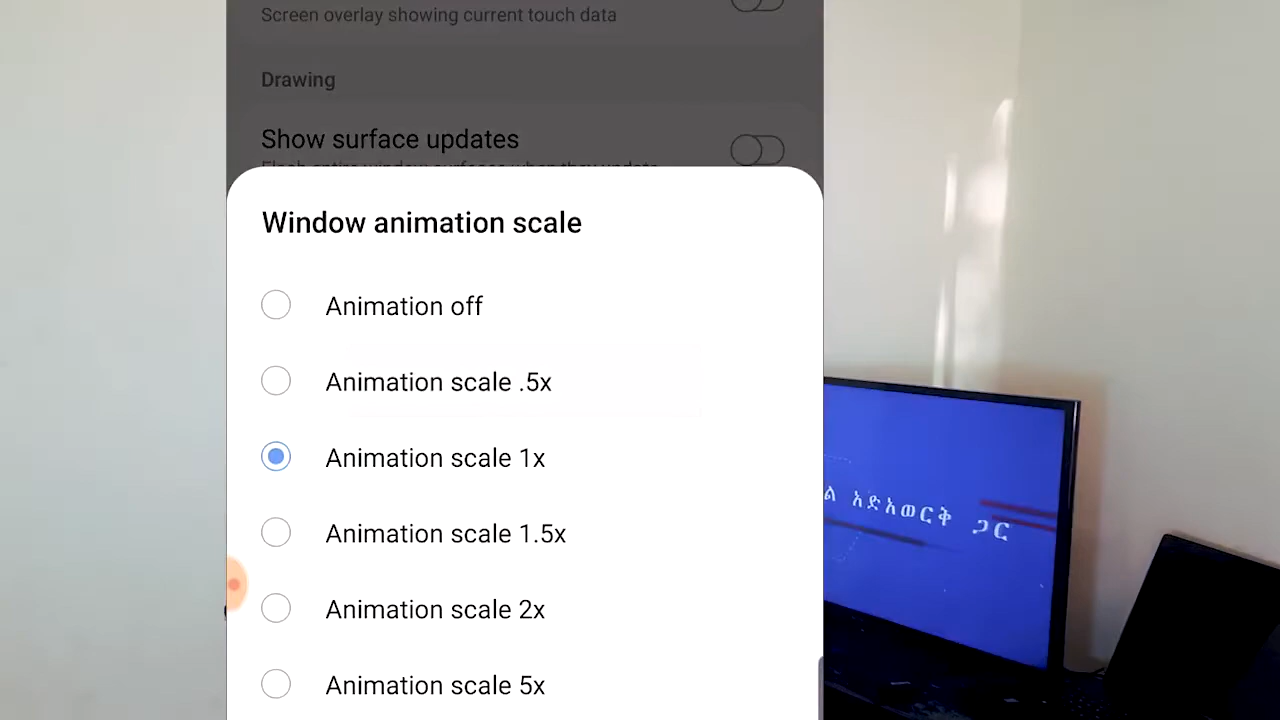 Screen overlay showing current touch data
Drawing
Show surface updates
Window animation scale
Animation off
Animation scale .5x
Animation scale 1x
Animation scale 1.5x
Animation scale 2x
Animation scale 5x
አድአወርቅ ጋር